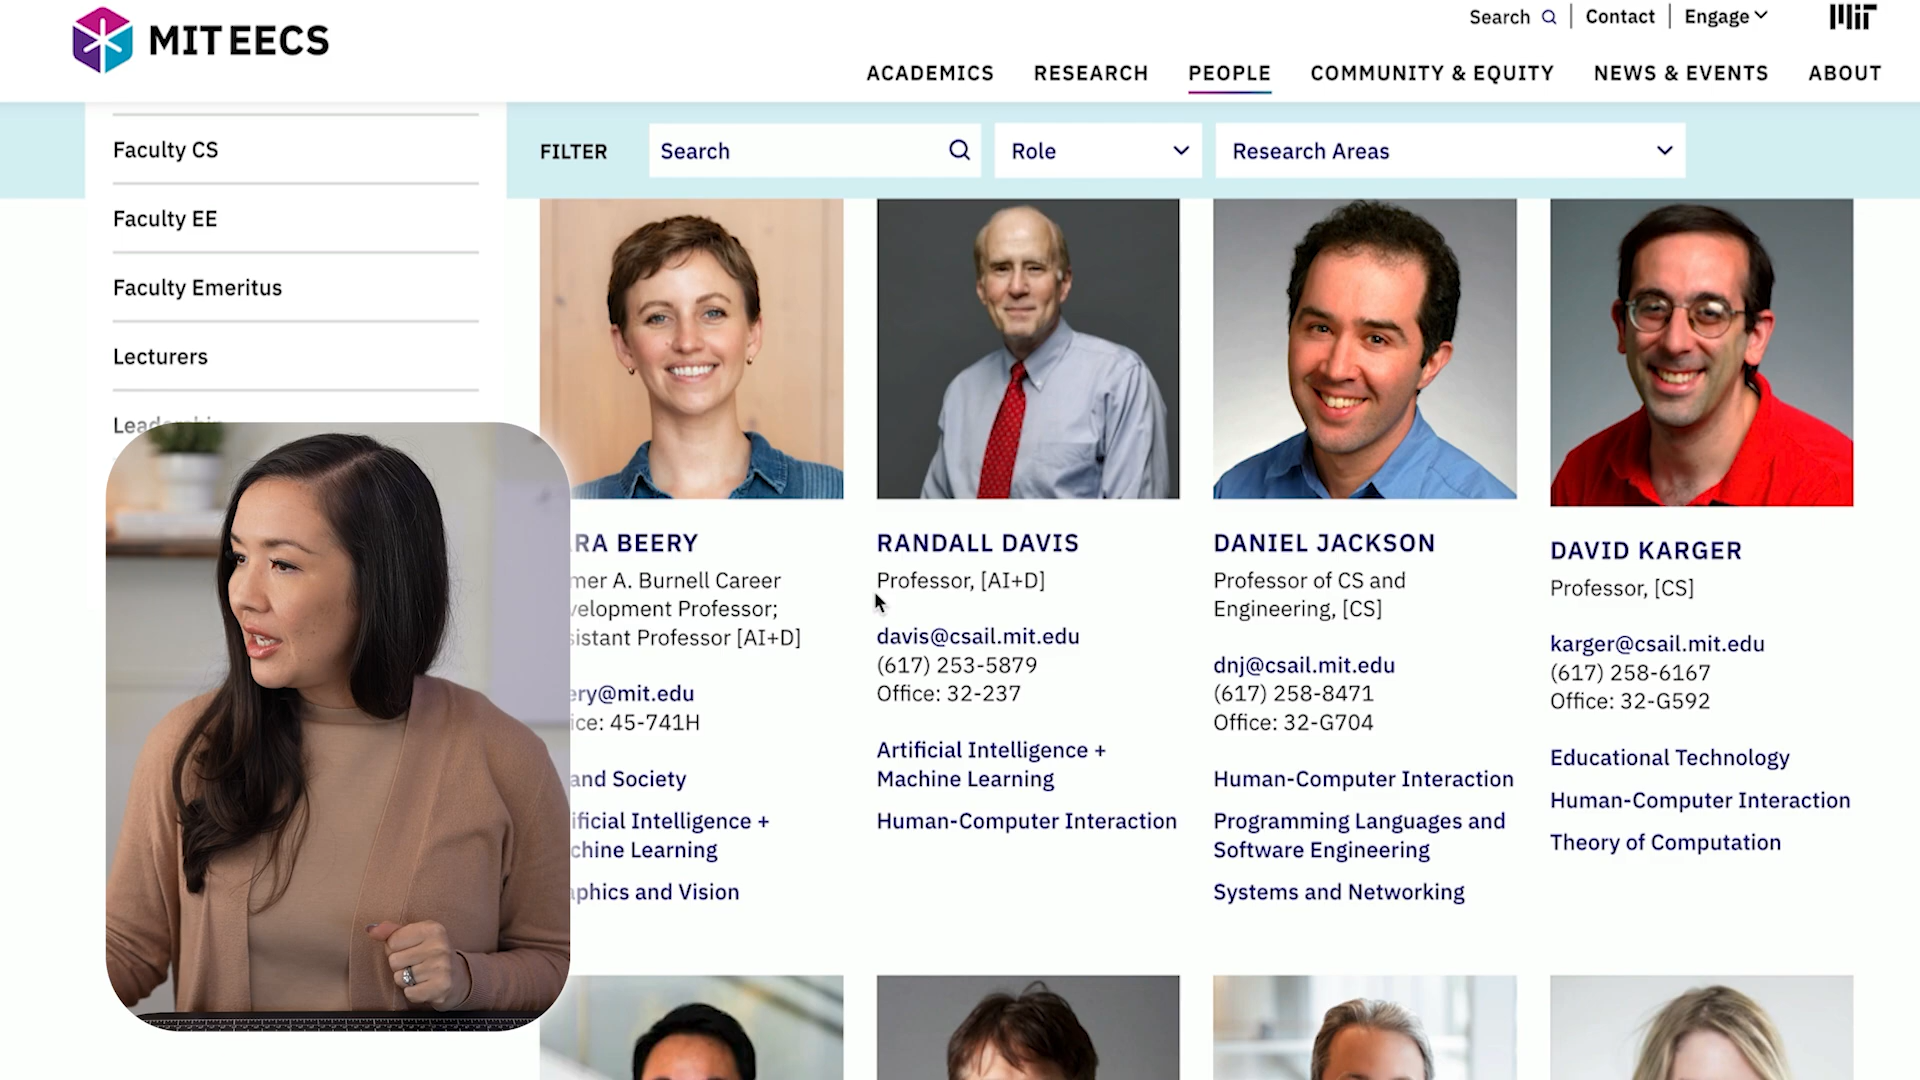 MIT EECS
Search
Contact
Engage
MIT
ACADEMICS
RESEARCH
PEOPLE
COMMUNITY & EQUITY
NEWS & EVENTS
ABOUT
Faculty CS
Faculty EE
Faculty Emeritus
Lecturers
FILTER
Search
Role
Research Areas
RA BEERY
mer A. Burnell Career
velopment Professor;
sistant Professor [AI+D]
ery@mit.edu
ice: 45-741H
and Society
ificial Intelligence +
chine Learning
aphics and Vision
RANDALL DAVIS
Professor, [AI+D]
davis@csail.mit.edu
(617) 253-5879
Office: 32-237
Artificial Intelligence +
Machine Learning
Human-Computer Interaction
DANIEL JACKSON
Professor of CS and
Engineering, [CS]
dnj@csail.mit.edu
(617) 258-8471
Office: 32-G704
Human-Computer Interaction
Programming Languages and
Software Engineering
Systems and Networking
DAVID KARGER
Professor, [CS]
karger@csail.mit.edu
(617) 258-6167
Office: 32-G592
Educational Technology
Human-Computer Interaction
Theory of Computation